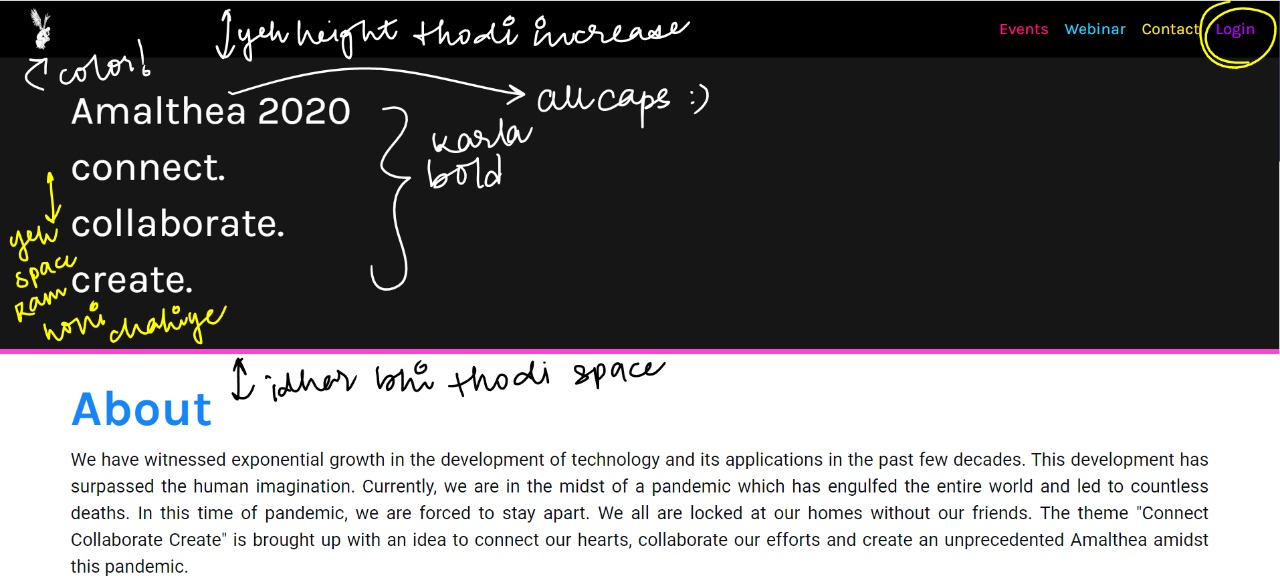 yeh height thodi increase
Events Webinar Contact Login
color!
Amalthea 2020
all caps :)
karla
bold
connect.
collaborate.
create.
yeh
space
kam
honi chahiye
idhar bhi thodi space
About
We have witnessed exponential growth in the development of technology and its applications in the past few decades. This development has
surpassed the human imagination. Currently, we are in the midst of a pandemic which has engulfed the entire world and led to countless
deaths. In this time of pandemic, we are forced to stay apart. We all are locked at our homes without our friends. The theme "Connect
Collaborate Create" is brought up with an idea to connect our hearts, collaborate our efforts and create an unprecedented Amalthea amidst
this pandemic.